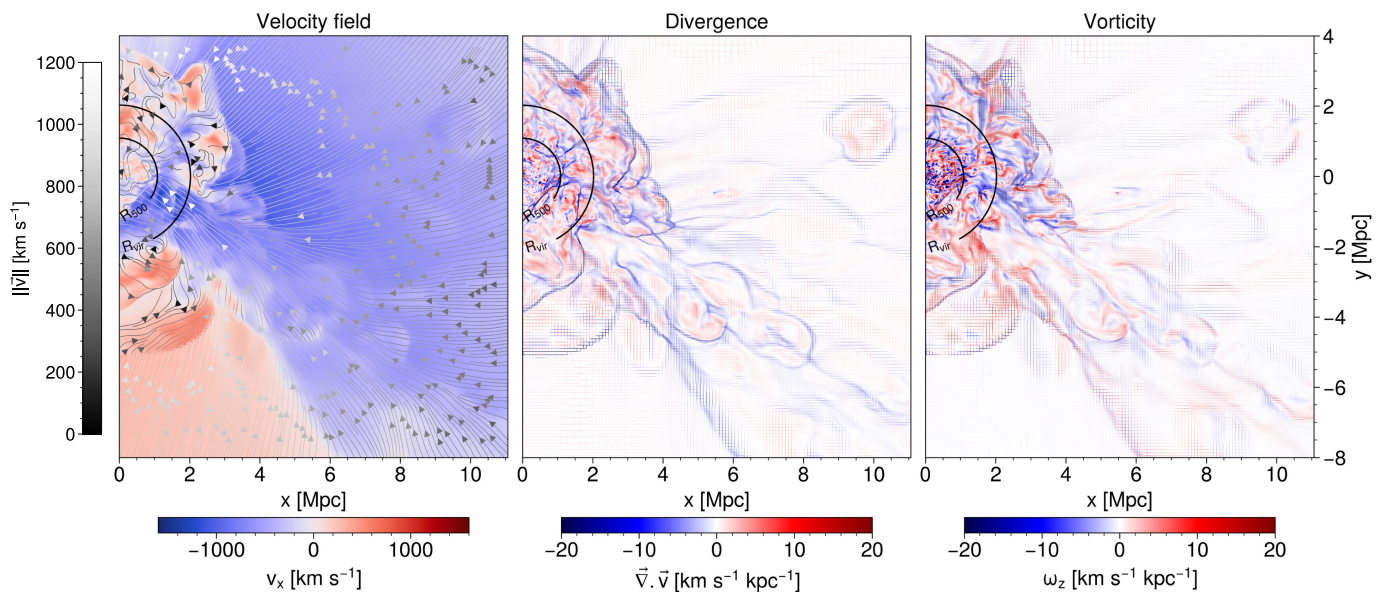 Velocity field
Divergence
Vorticity
1200
1000
800
600
400
200
0
||v⃗|| [km s⁻¹]
R500
Rvir
R500
Rvir
R500
Rvir
4
2
0
−2
−4
−6
−8
y [Mpc]
0 2 4 6 8 10
0 2 4 6 8 10
0 2 4 6 8 10
x [Mpc]
x [Mpc]
x [Mpc]
−1000 0 1000
−20 −10 0 10 20
−20 −10 0 10 20
vₓ [km s⁻¹]
∇⃗.v⃗ [km s⁻¹ kpc⁻¹]
ω_z [km s⁻¹ kpc⁻¹]